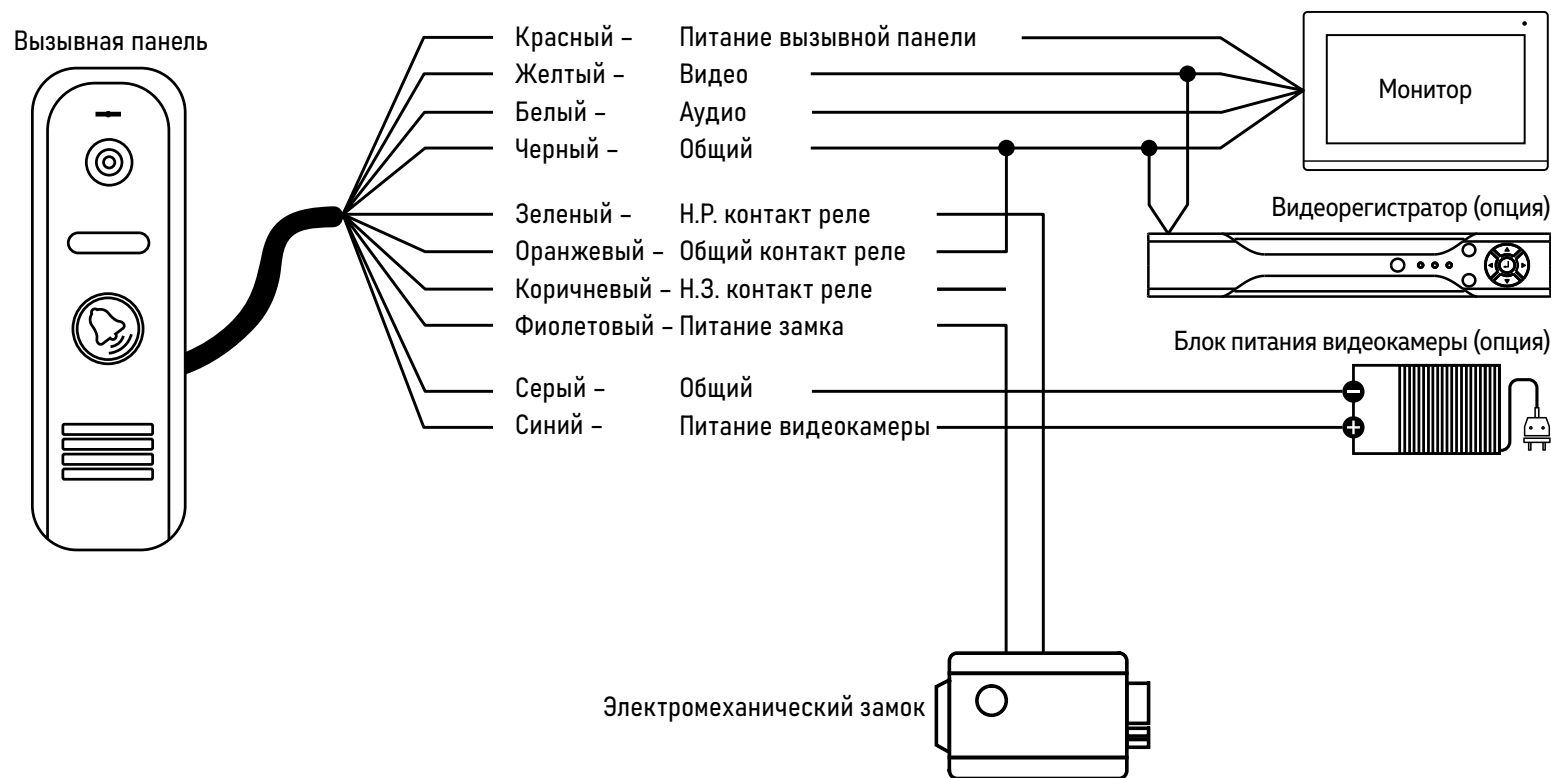 Вызывная панель
Красный – Питание вызывной панели
Желтый – Видео
Белый – Аудио
Черный – Общий
Монитор
Зеленый – Н.Р. контакт реле
Видеорегистратор (опция)
Оранжевый – Общий контакт реле
Коричневый – Н.З. контакт реле
Фиолетовый – Питание замка
Блок питания видеокамеры (опция)
Серый – Общий
Синий – Питание видеокамеры
Электромеханический замок